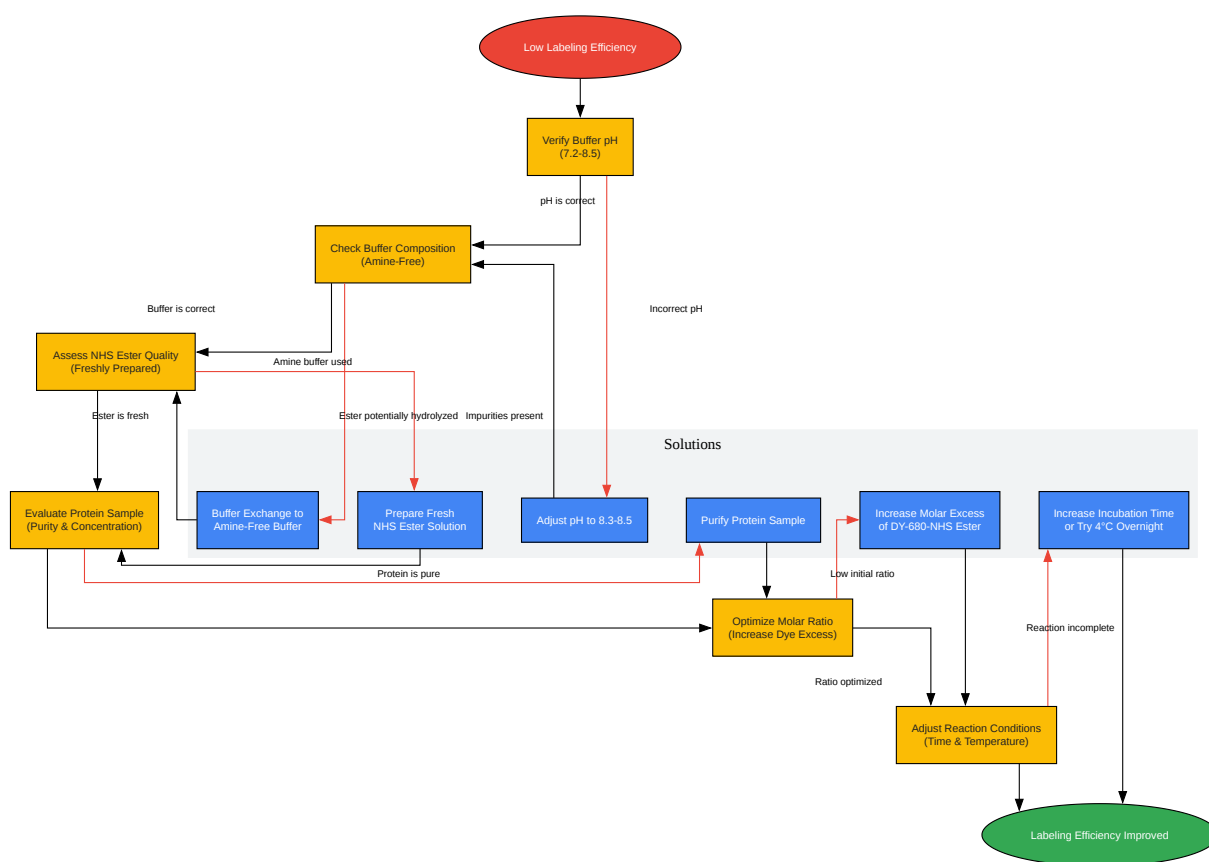 Low Labeling Efficiency
Verify Buffer pH
(7.2-8.5)
pH is correct
Check Buffer Composition
(Amine-Free)
Buffer is correct
Incorrect pH
Assess NHS Ester Quality
(Freshly Prepared)
Amine buffer used
Ester is fresh
Ester potentially hydrolyzed
Impurities present
Solutions
Evaluate Protein Sample
(Purity & Concentration)
Buffer Exchange to
Amine-Free Buffer
Prepare Fresh
NHS Ester Solution
Adjust pH to 8.3-8.5
Purify Protein Sample
Increase Molar Excess
of DY-680-NHS Ester
Increase Incubation Time
or Try 4°C Overnight
Protein is pure
Low initial ratio
Optimize Molar Ratio
(Increase Dye Excess)
Reaction incomplete
Ratio optimized
Adjust Reaction Conditions
(Time & Temperature)
Labeling Efficiency Improved